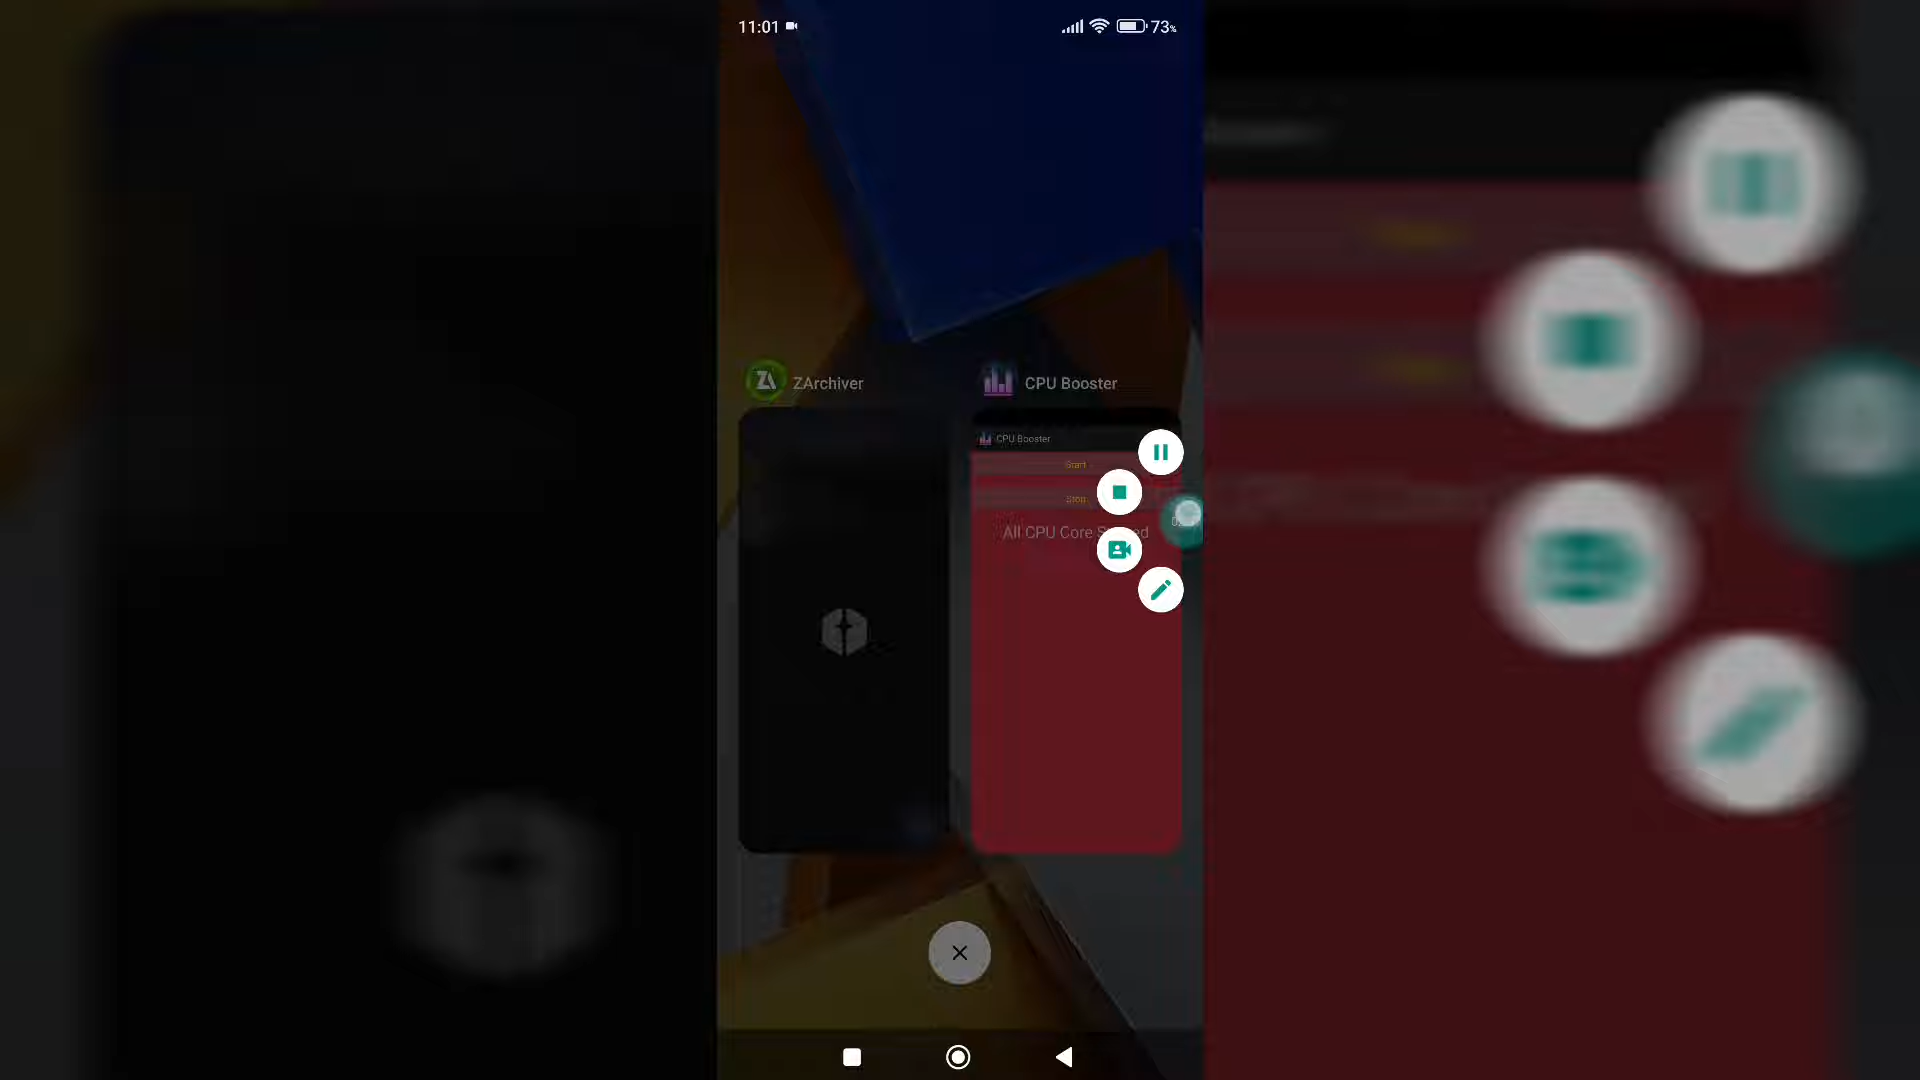 11:01
73%
ZArchiver
CPU Booster
CPU Booster
Start
Stop
All CPU Core